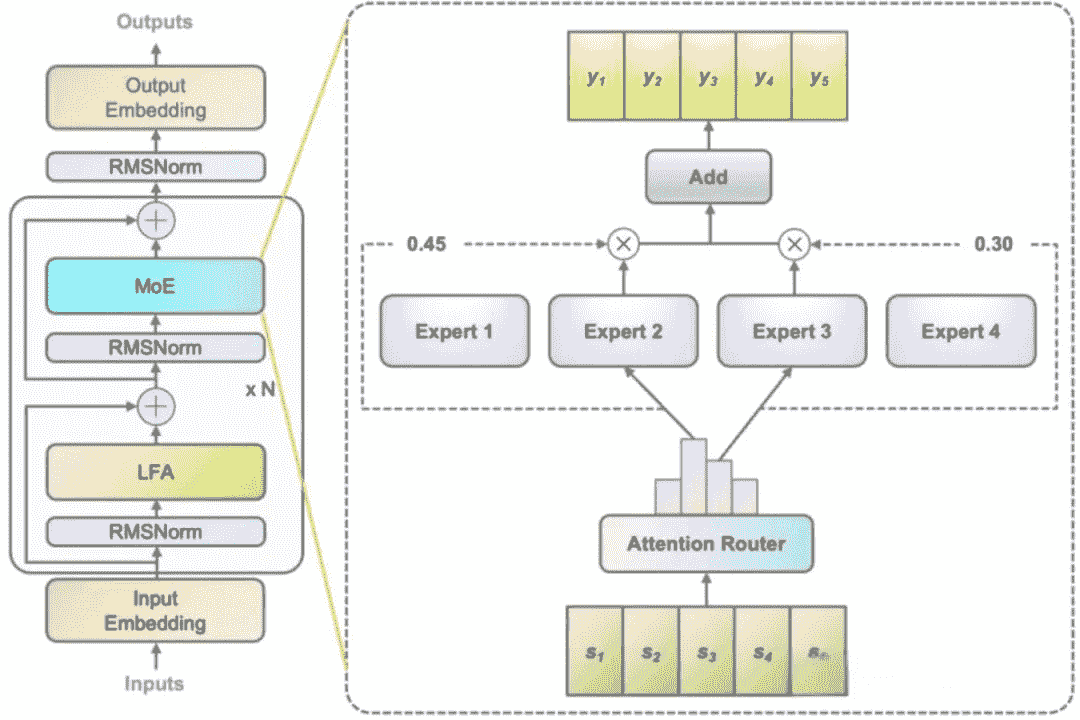 Outputs
Output
Embedding
RMSNorm
MoE
RMSNorm
x N
LFA
RMSNorm
Input
Embedding
Inputs
y1 y2 y3 y4 y5
Add
0.45 0.30
Expert 1 Expert 2 Expert 3 Expert 4
Attention Router
s1 s2 s3 s4